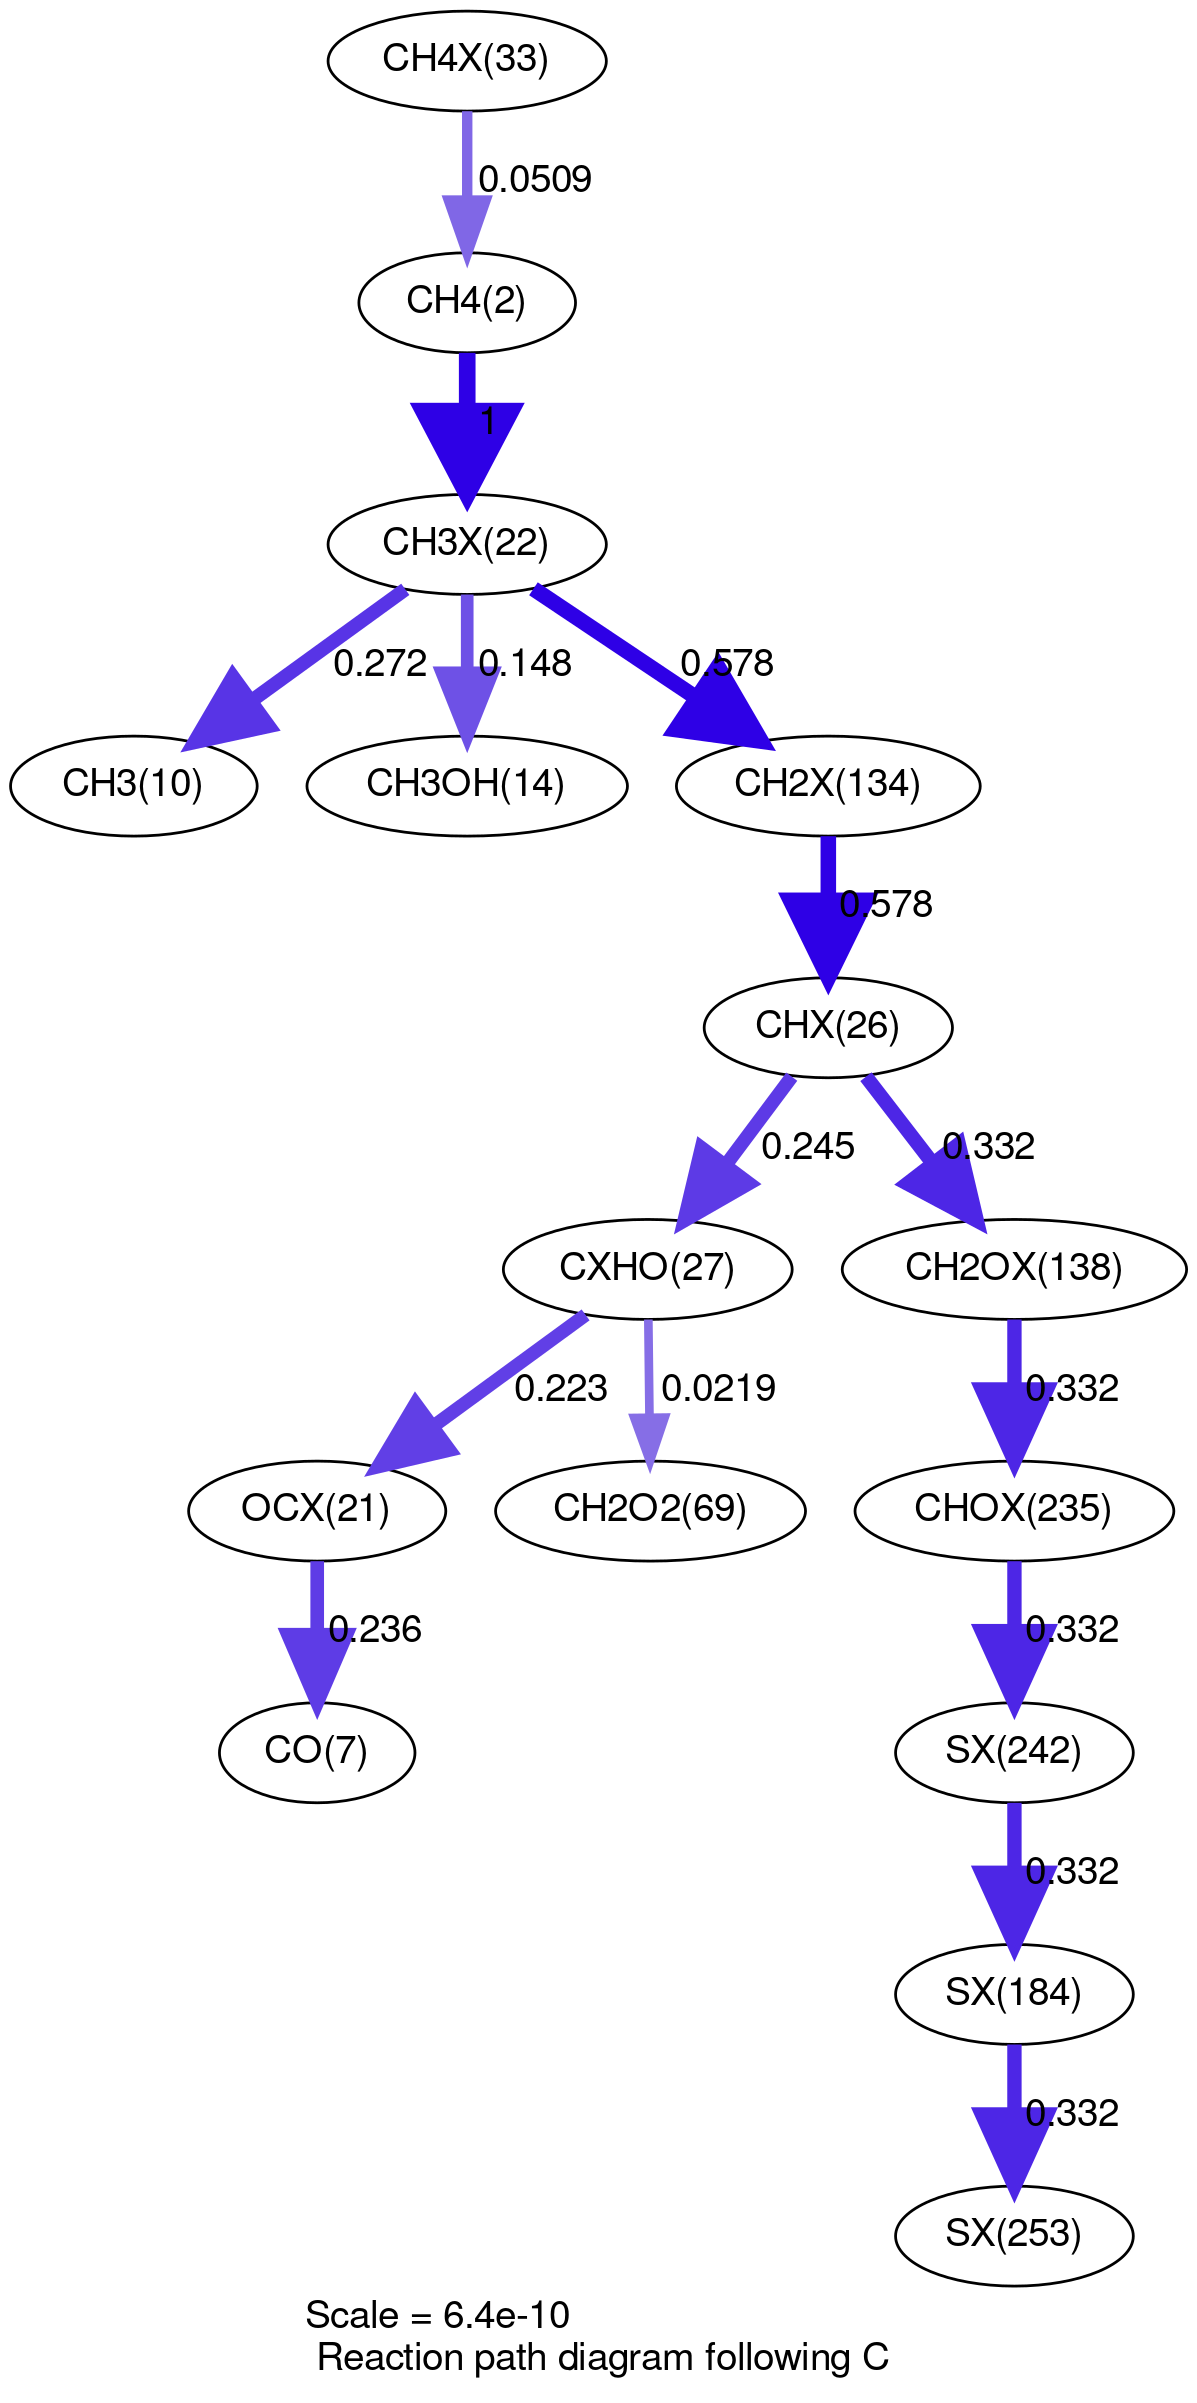 CH4X(33)
0.0509
CH4(2)
1
CH3X(22)
0.272
0.148
0.578
CH3(10)
CH3OH(14)
CH2X(134)
0.578
CHX(26)
0.245
0.332
CXHO(27)
CH2OX(138)
0.223
0.0219
0.332
OCX(21)
CH2O2(69)
CHOX(235)
0.236
0.332
CO(7)
SX(242)
0.332
SX(184)
0.332
SX(253)
Scale = 6.4e-10
Reaction path diagram following C